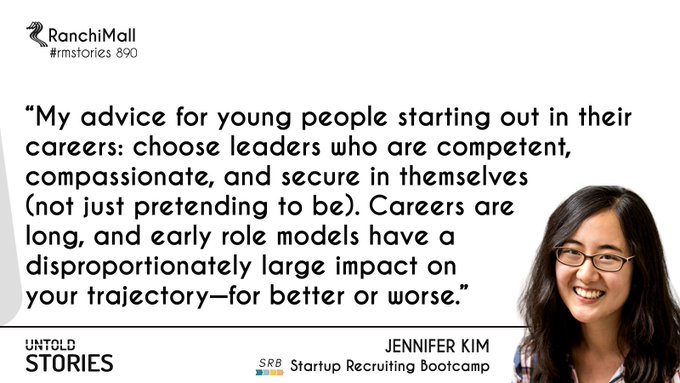 RanchiMall
#rmstories 890
“My advice for young people starting out in their
careers: choose leaders who are competent,
compassionate, and secure in themselves
(not just pretending to be). Careers are
long, and early role models have a
disproportionately large impact on
your trajectory—for better or worse.”
UNTOLD
STORIES
JENNIFER KIM
SRB Startup Recruiting Bootcamp